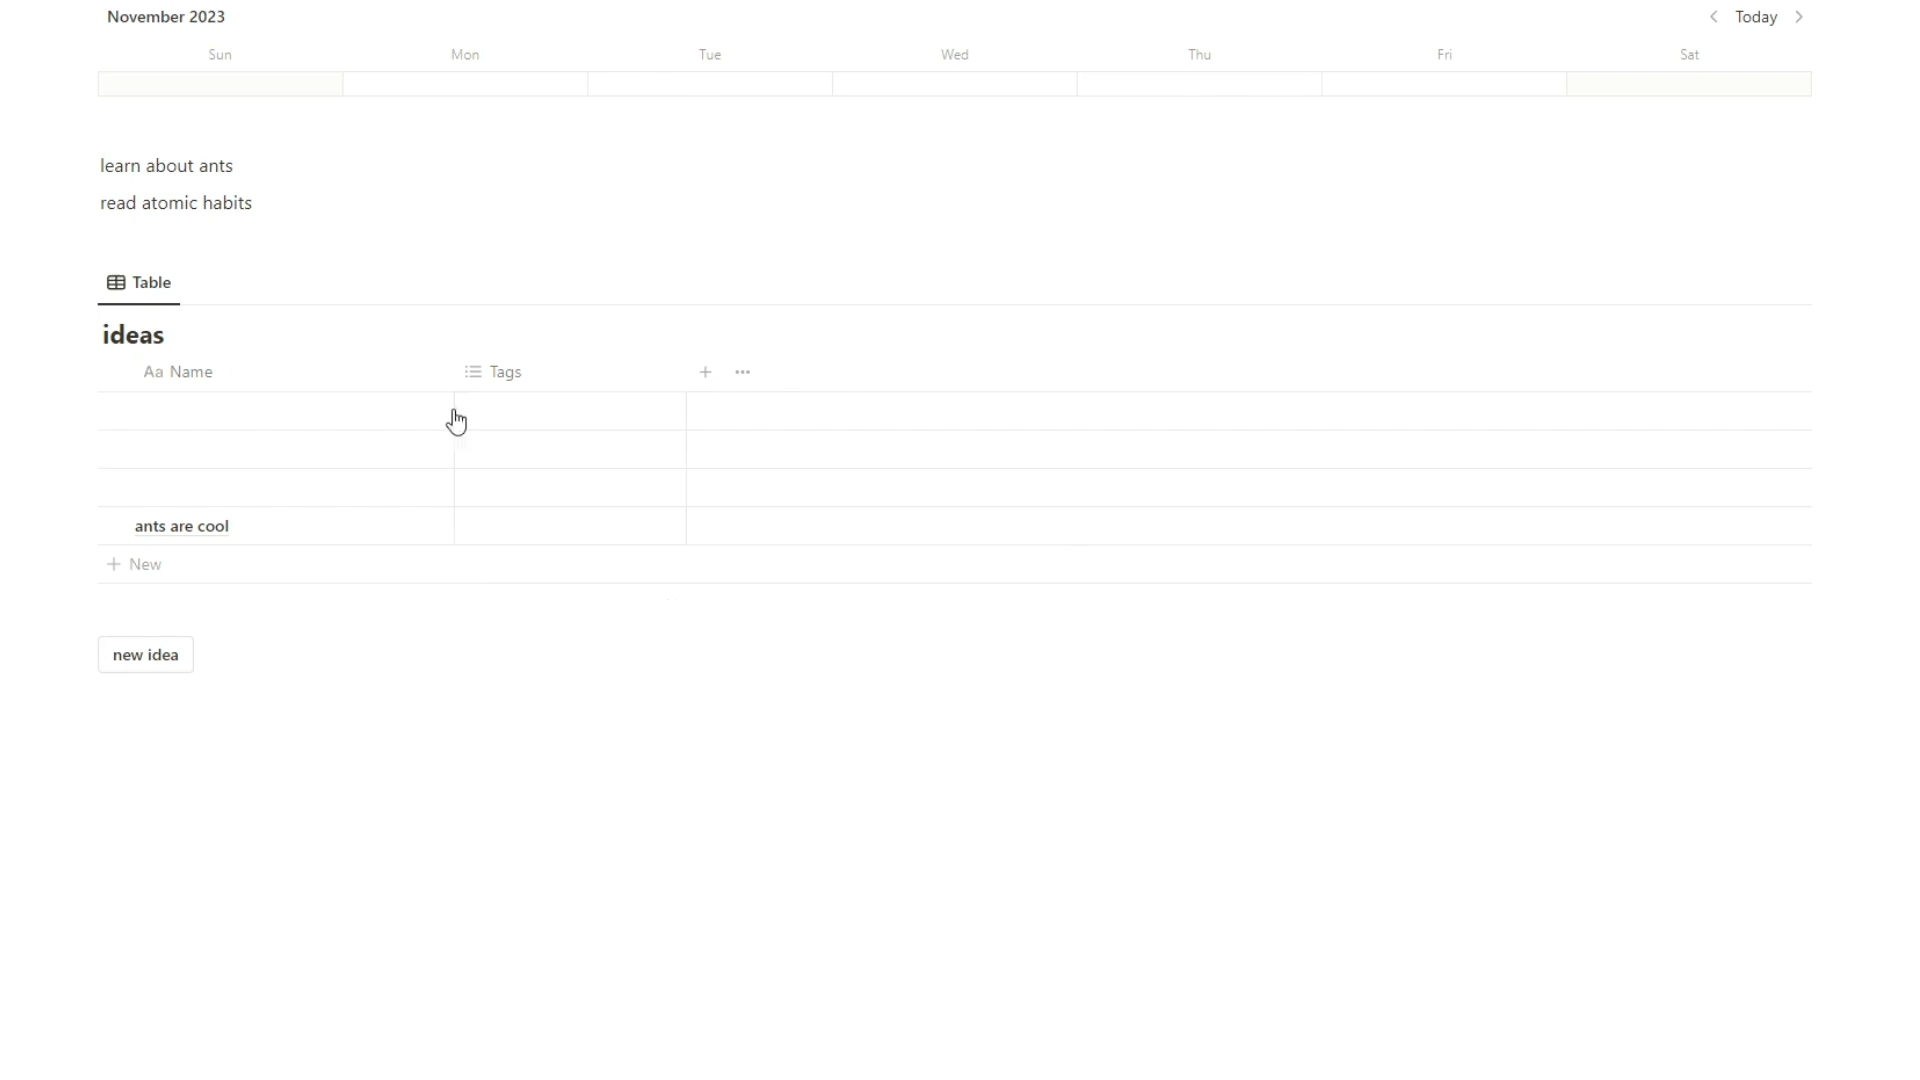 November 2023 Today
Sun Mon Tue Wed Thu Fri Sat
learn about ants
read atomic habits
Table
ideas
Aa Name Tags
ants are cool
New
new idea